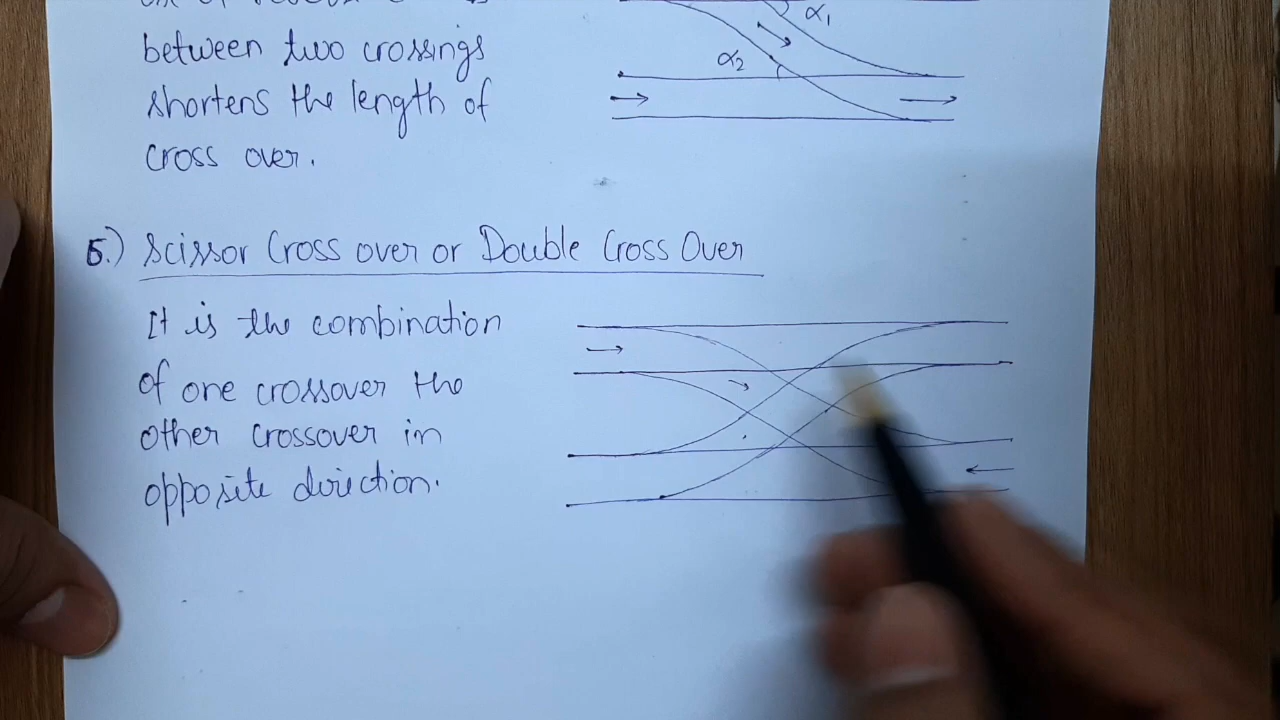 between two crossings
shortens the length of
cross over.
α1
α2
5.) Scissor Cross over or Double Cross Over
It is the combination
of one crossover the
other crossover in
opposite direction.